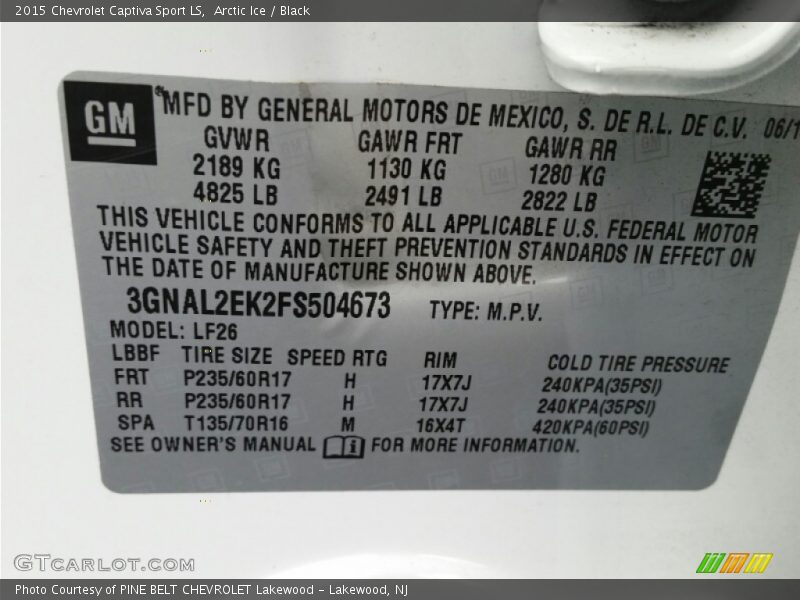 2015 Chevrolet Captiva Sport LS,  Arctic Ice / Black
GM
® MFD BY GENERAL MOTORS DE MEXICO, S. DE R.L. DE C.V. 06/1
GVWR GAWR FRT GAWR RR
2189 KG 1130 KG 1280 KG
4825 LB 2491 LB 2822 LB
THIS VEHICLE CONFORMS TO ALL APPLICABLE U.S. FEDERAL MOTOR
VEHICLE SAFETY AND THEFT PREVENTION STANDARDS IN EFFECT ON
THE DATE OF MANUFACTURE SHOWN ABOVE.
3GNAL2EK2FS504673 TYPE: M.P.V.
MODEL: LF26
LBBF TIRE SIZE SPEED RTG RIM COLD TIRE PRESSURE
FRT P235/60R17 H 17X7J 240KPA(35PSI)
RR P235/60R17 H 17X7J 240KPA(35PSI)
SPA T135/70R16 M 16X4T 420KPA(60PSI)
SEE OWNER'S MANUAL i FOR MORE INFORMATION.
GTCarLot.com
Photo Courtesy of PINE BELT CHEVROLET Lakewood - Lakewood, NJ